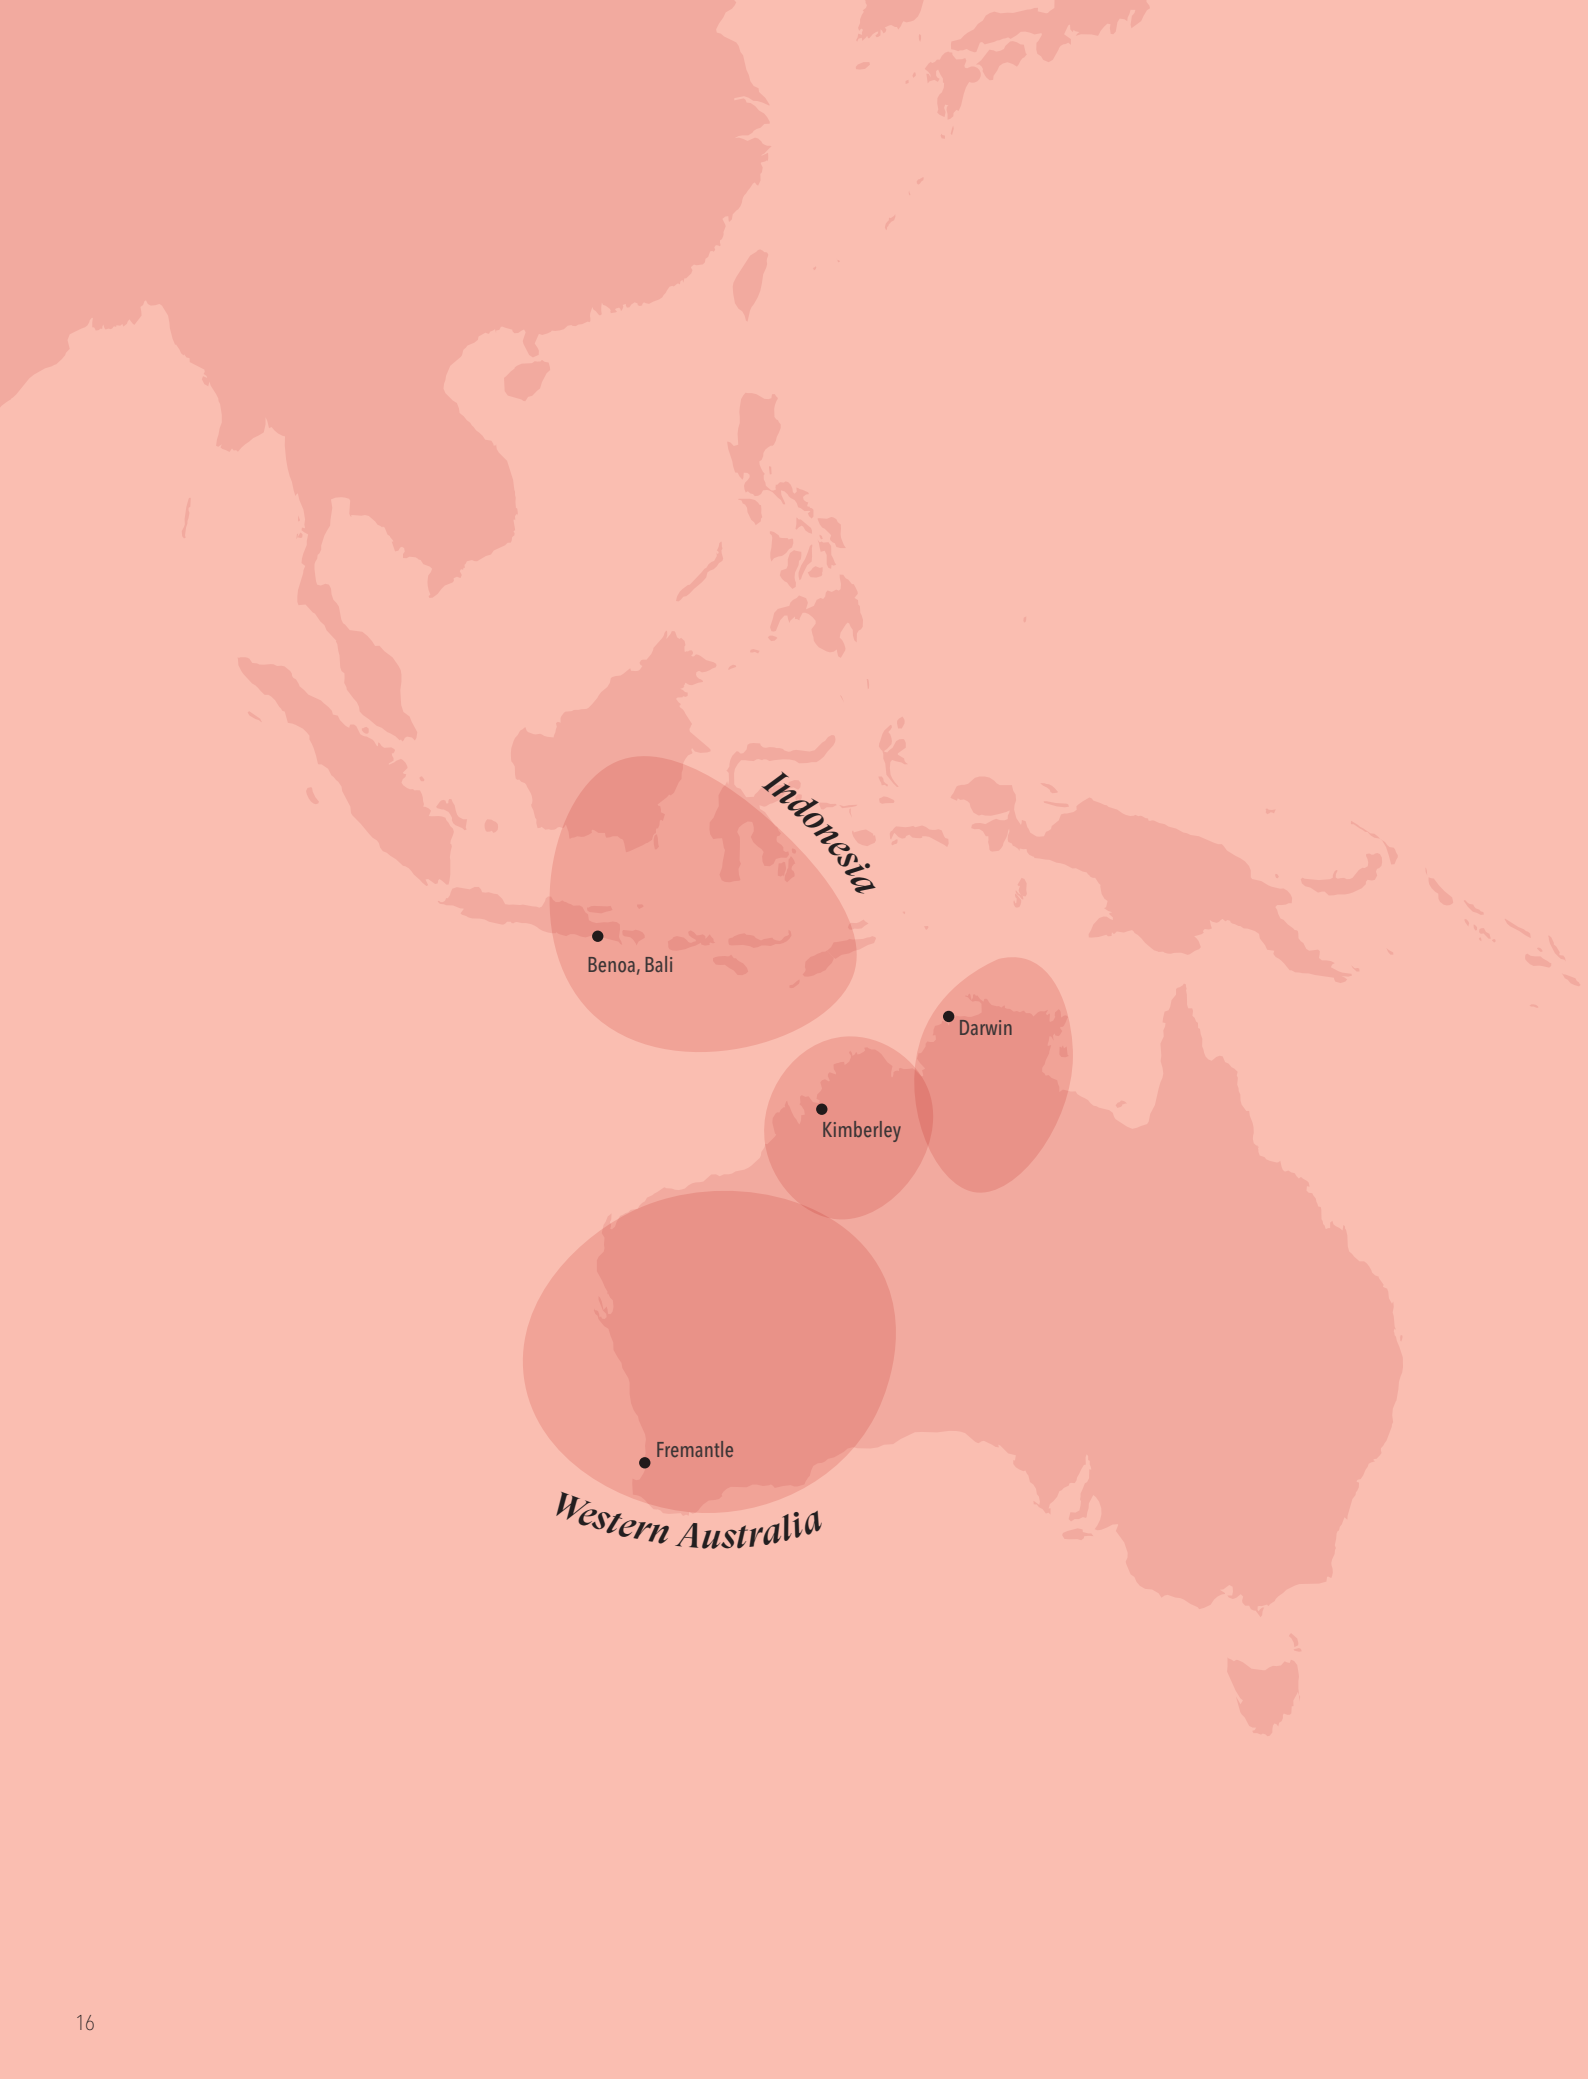 Indonesia
Benoa, Bali
Darwin
Kimberley
Fremantle
Western Australia
16